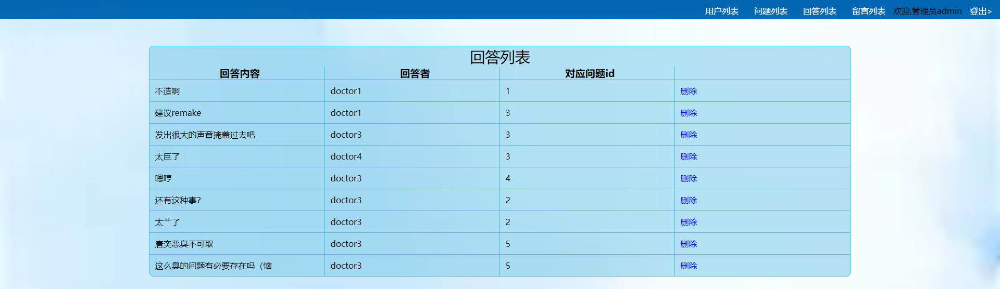 用户列表 问题列表 回答列表 留言列表 欢迎,管理员admin 登出>
回答列表
回答内容 回答者 对应问题id
不造啊 doctor1 1 删除
建议remake doctor1 3 删除
发出很大的声音掩盖过去吧 doctor3 3 删除
太巨了 doctor4 3 删除
嗯哼 doctor3 4 删除
还有这种事？ doctor3 2 删除
太艹了 doctor3 2 删除
唐突恶臭不可取 doctor3 5 删除
这么臭的问题有必要存在吗（恼 doctor3 5 删除